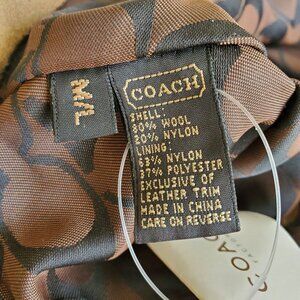 M/L
COACH
SHELL:
80% WOOL
20% NYLON
LINING:
63% NYLON
37% POLYESTER
EXCLUSIVE OF
LEATHER TRIM
MADE IN CHINA
CARE ON REVERSE
COACH